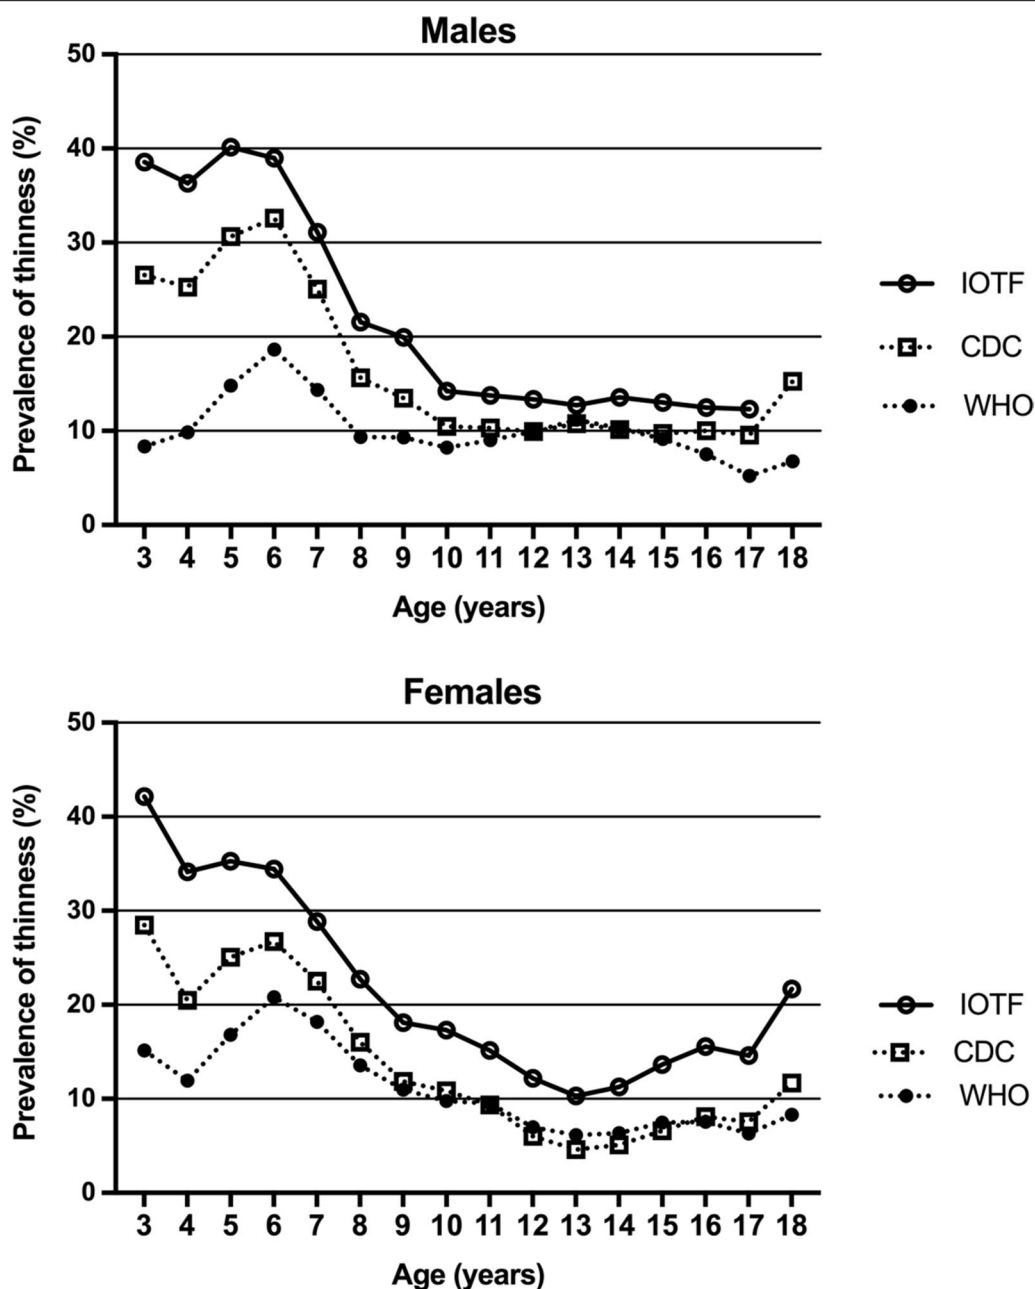 Males
Prevalence of thinness (%)
50
40
30
20
10
0
3 4 5 6 7 8 9 10 11 12 13 14 15 16 17 18
Age (years)
IOTF
CDC
WHO
Females
Prevalence of thinness (%)
50
40
30
20
10
0
3 4 5 6 7 8 9 10 11 12 13 14 15 16 17 18
Age (years)
IOTF
CDC
WHO